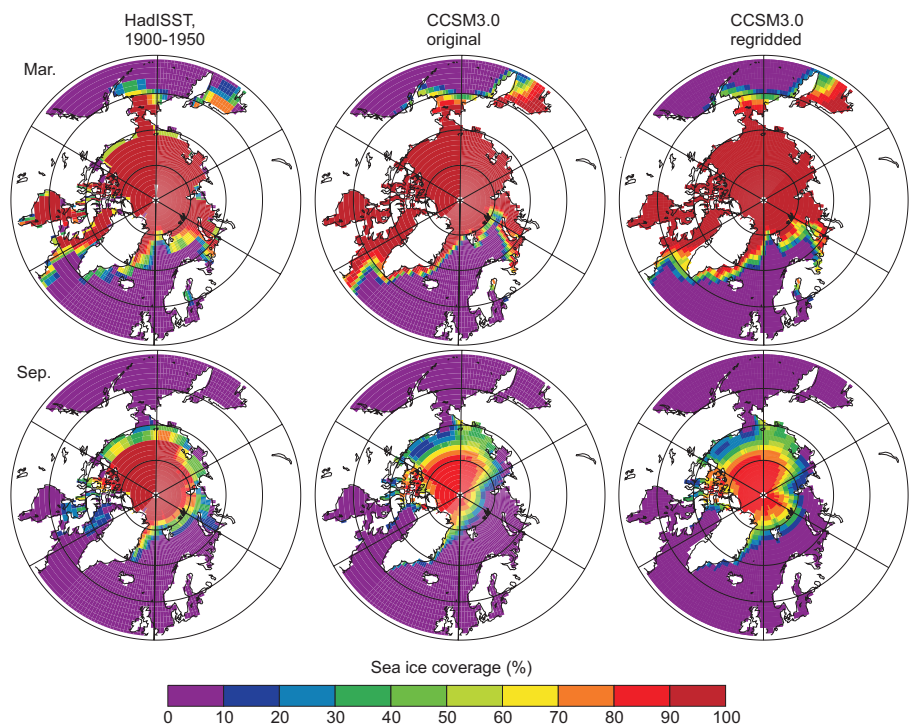 HadISST,
1900-1950
CCSM3.0
original
CCSM3.0
regridded
Mar.
Sep.
Sea ice coverage (%)
0 10 20 30 40 50 60 70 80 90 100